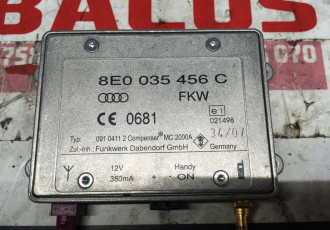 8E0 035 456 C
FKW
CE 0681
e1
021496
34/07
Typ: 091 0411 2 Compenser® MC 2000A
Zul.-Inh.: Funkwerk Dabendorf GmbH
Germany
12V
350mA
Handy
ON